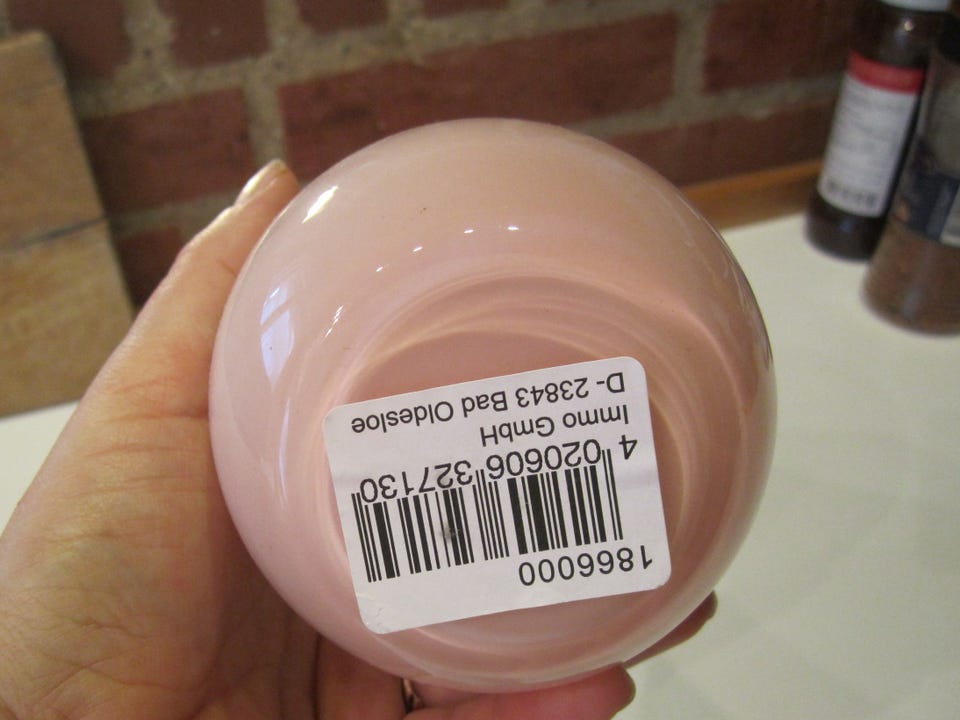 1866000
4 020606 327130
Immo GmbH
D- 23843 Bad Oldesloe